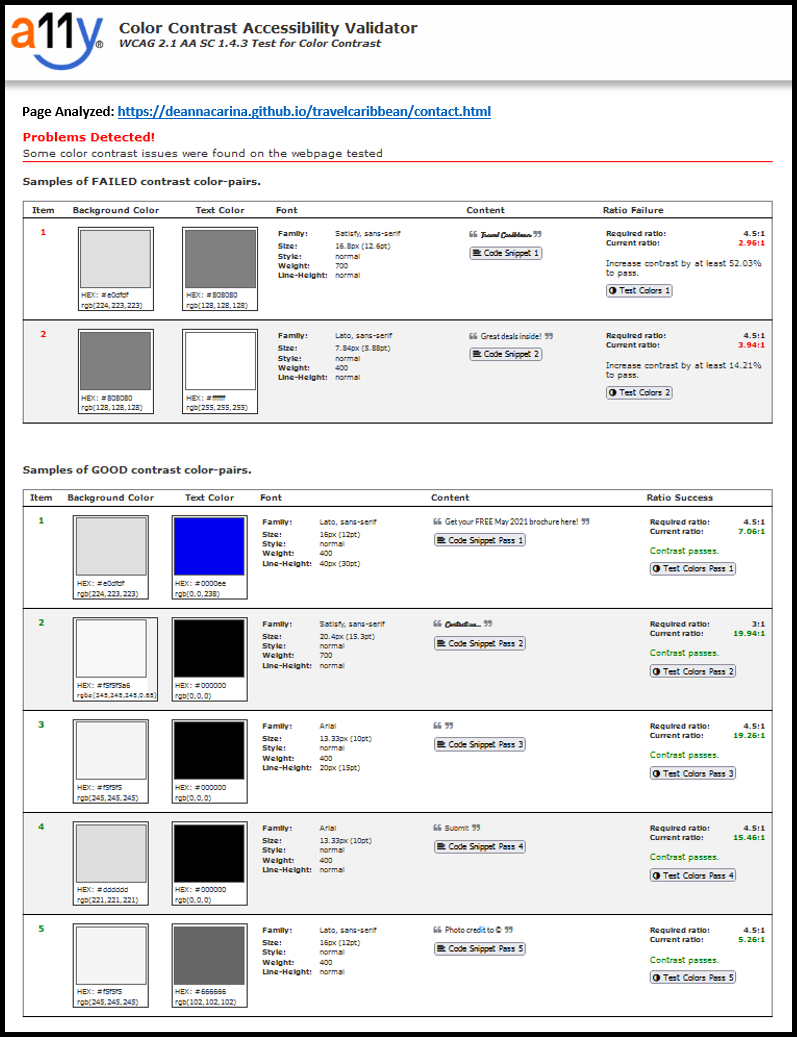 a11y®
Color Contrast Accessibility Validator
WCAG 2.1 AA SC 1.4.3 Test for Color Contrast
Page Analyzed: https://deannacarina.github.io/travelcaribbean/contact.html
Problems Detected!
Some color contrast issues were found on the webpage tested
Samples of FAILED contrast color-pairs.
Item Background Color Text Color Font Content Ratio Failure
1
HEX: #e0dfdf
rgb(224,223,223)
HEX: #808080
rgb(128,128,128)
Family: Satisfy, sans-serif
Size: 16.8px (12.6pt)
Style: normal
Weight: 700
Line-Height: normal
❝ Travel Caribbean ❞
Code Snippet 1
Required ratio: 4.5:1
Current ratio: 2.96:1
Increase contrast by at least 52.03%
to pass.
Test Colors 1
2
HEX: #808080
rgb(128,128,128)
HEX: #ffffff
rgb(255,255,255)
Family: Lato, sans-serif
Size: 7.84px (5.88pt)
Style: normal
Weight: 400
Line-Height: normal
❝ Great deals inside! ❞
Code Snippet 2
Required ratio: 4.5:1
Current ratio: 3.94:1
Increase contrast by at least 14.21%
to pass.
Test Colors 2
Samples of GOOD contrast color-pairs.
Item Background Color Text Color Font Content Ratio Success
1
HEX: #e0dfdf
rgb(224,223,223)
HEX: #0000ee
rgb(0,0,238)
Family: Lato, sans-serif
Size: 16px (12pt)
Style: normal
Weight: 400
Line-Height: 40px (30pt)
❝ Get your FREE May 2021 brochure here! ❞
Code Snippet Pass 1
Required ratio: 4.5:1
Current ratio: 7.06:1
Contrast passes.
Test Colors Pass 1
2
HEX: #f5f5f5a6
rgba(245,245,245,0.65)
HEX: #000000
rgb(0,0,0)
Family: Satisfy, sans-serif
Size: 20.4px (15.3pt)
Style: normal
Weight: 700
Line-Height: normal
❝ Contact us... ❞
Code Snippet Pass 2
Required ratio: 3:1
Current ratio: 19.94:1
Contrast passes.
Test Colors Pass 2
3
HEX: #f5f5f5
rgb(245,245,245)
HEX: #000000
rgb(0,0,0)
Family: Arial
Size: 13.33px (10pt)
Style: normal
Weight: 400
Line-Height: 20px (15pt)
❝ ❞
Code Snippet Pass 3
Required ratio: 4.5:1
Current ratio: 19.26:1
Contrast passes.
Test Colors Pass 3
4
HEX: #dddddd
rgb(221,221,221)
HEX: #000000
rgb(0,0,0)
Family: Arial
Size: 13.33px (10pt)
Style: normal
Weight: 400
Line-Height: normal
❝ Submit ❞
Code Snippet Pass 4
Required ratio: 4.5:1
Current ratio: 15.46:1
Contrast passes.
Test Colors Pass 4
5
HEX: #f5f5f5
rgb(245,245,245)
HEX: #666666
rgb(102,102,102)
Family: Lato, sans-serif
Size: 16px (12pt)
Style: normal
Weight: 400
Line-Height: normal
❝ Photo credit to © ❞
Code Snippet Pass 5
Required ratio: 4.5:1
Current ratio: 5.26:1
Contrast passes.
Test Colors Pass 5